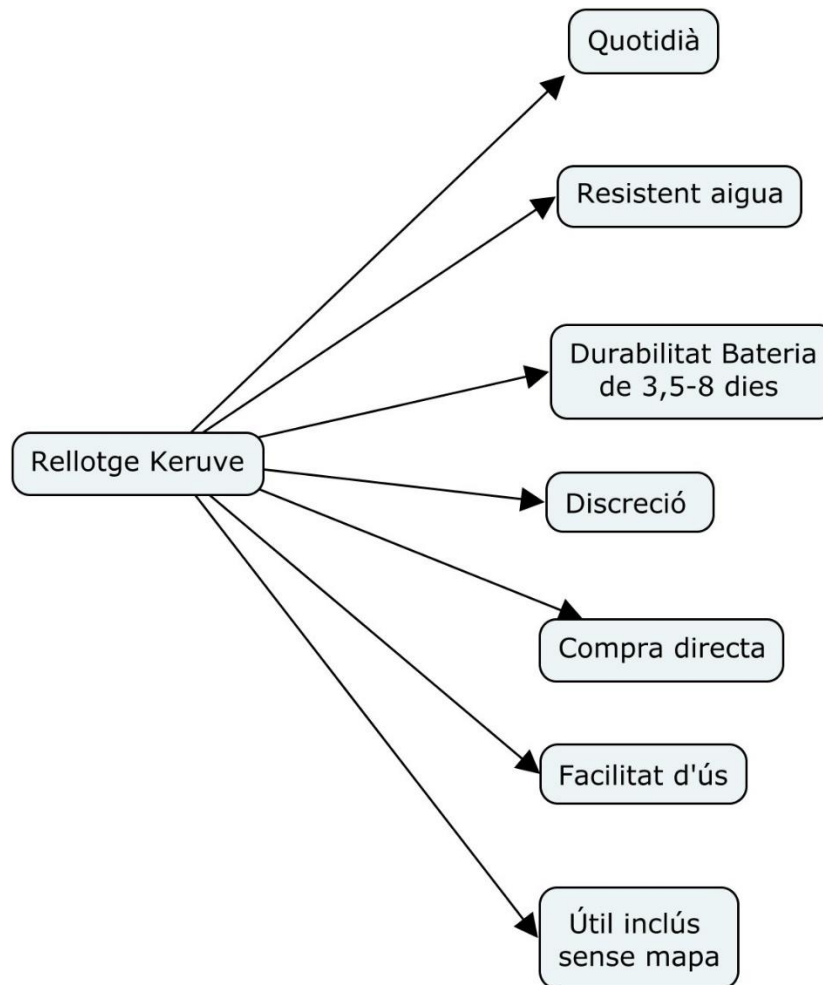 Quotidià
Resistent aigua
Durabilitat Bateria
de 3,5-8 dies
Rellotge Keruve
Discreció
Compra directa
Facilitat d'ús
Útil inclús
sense mapa